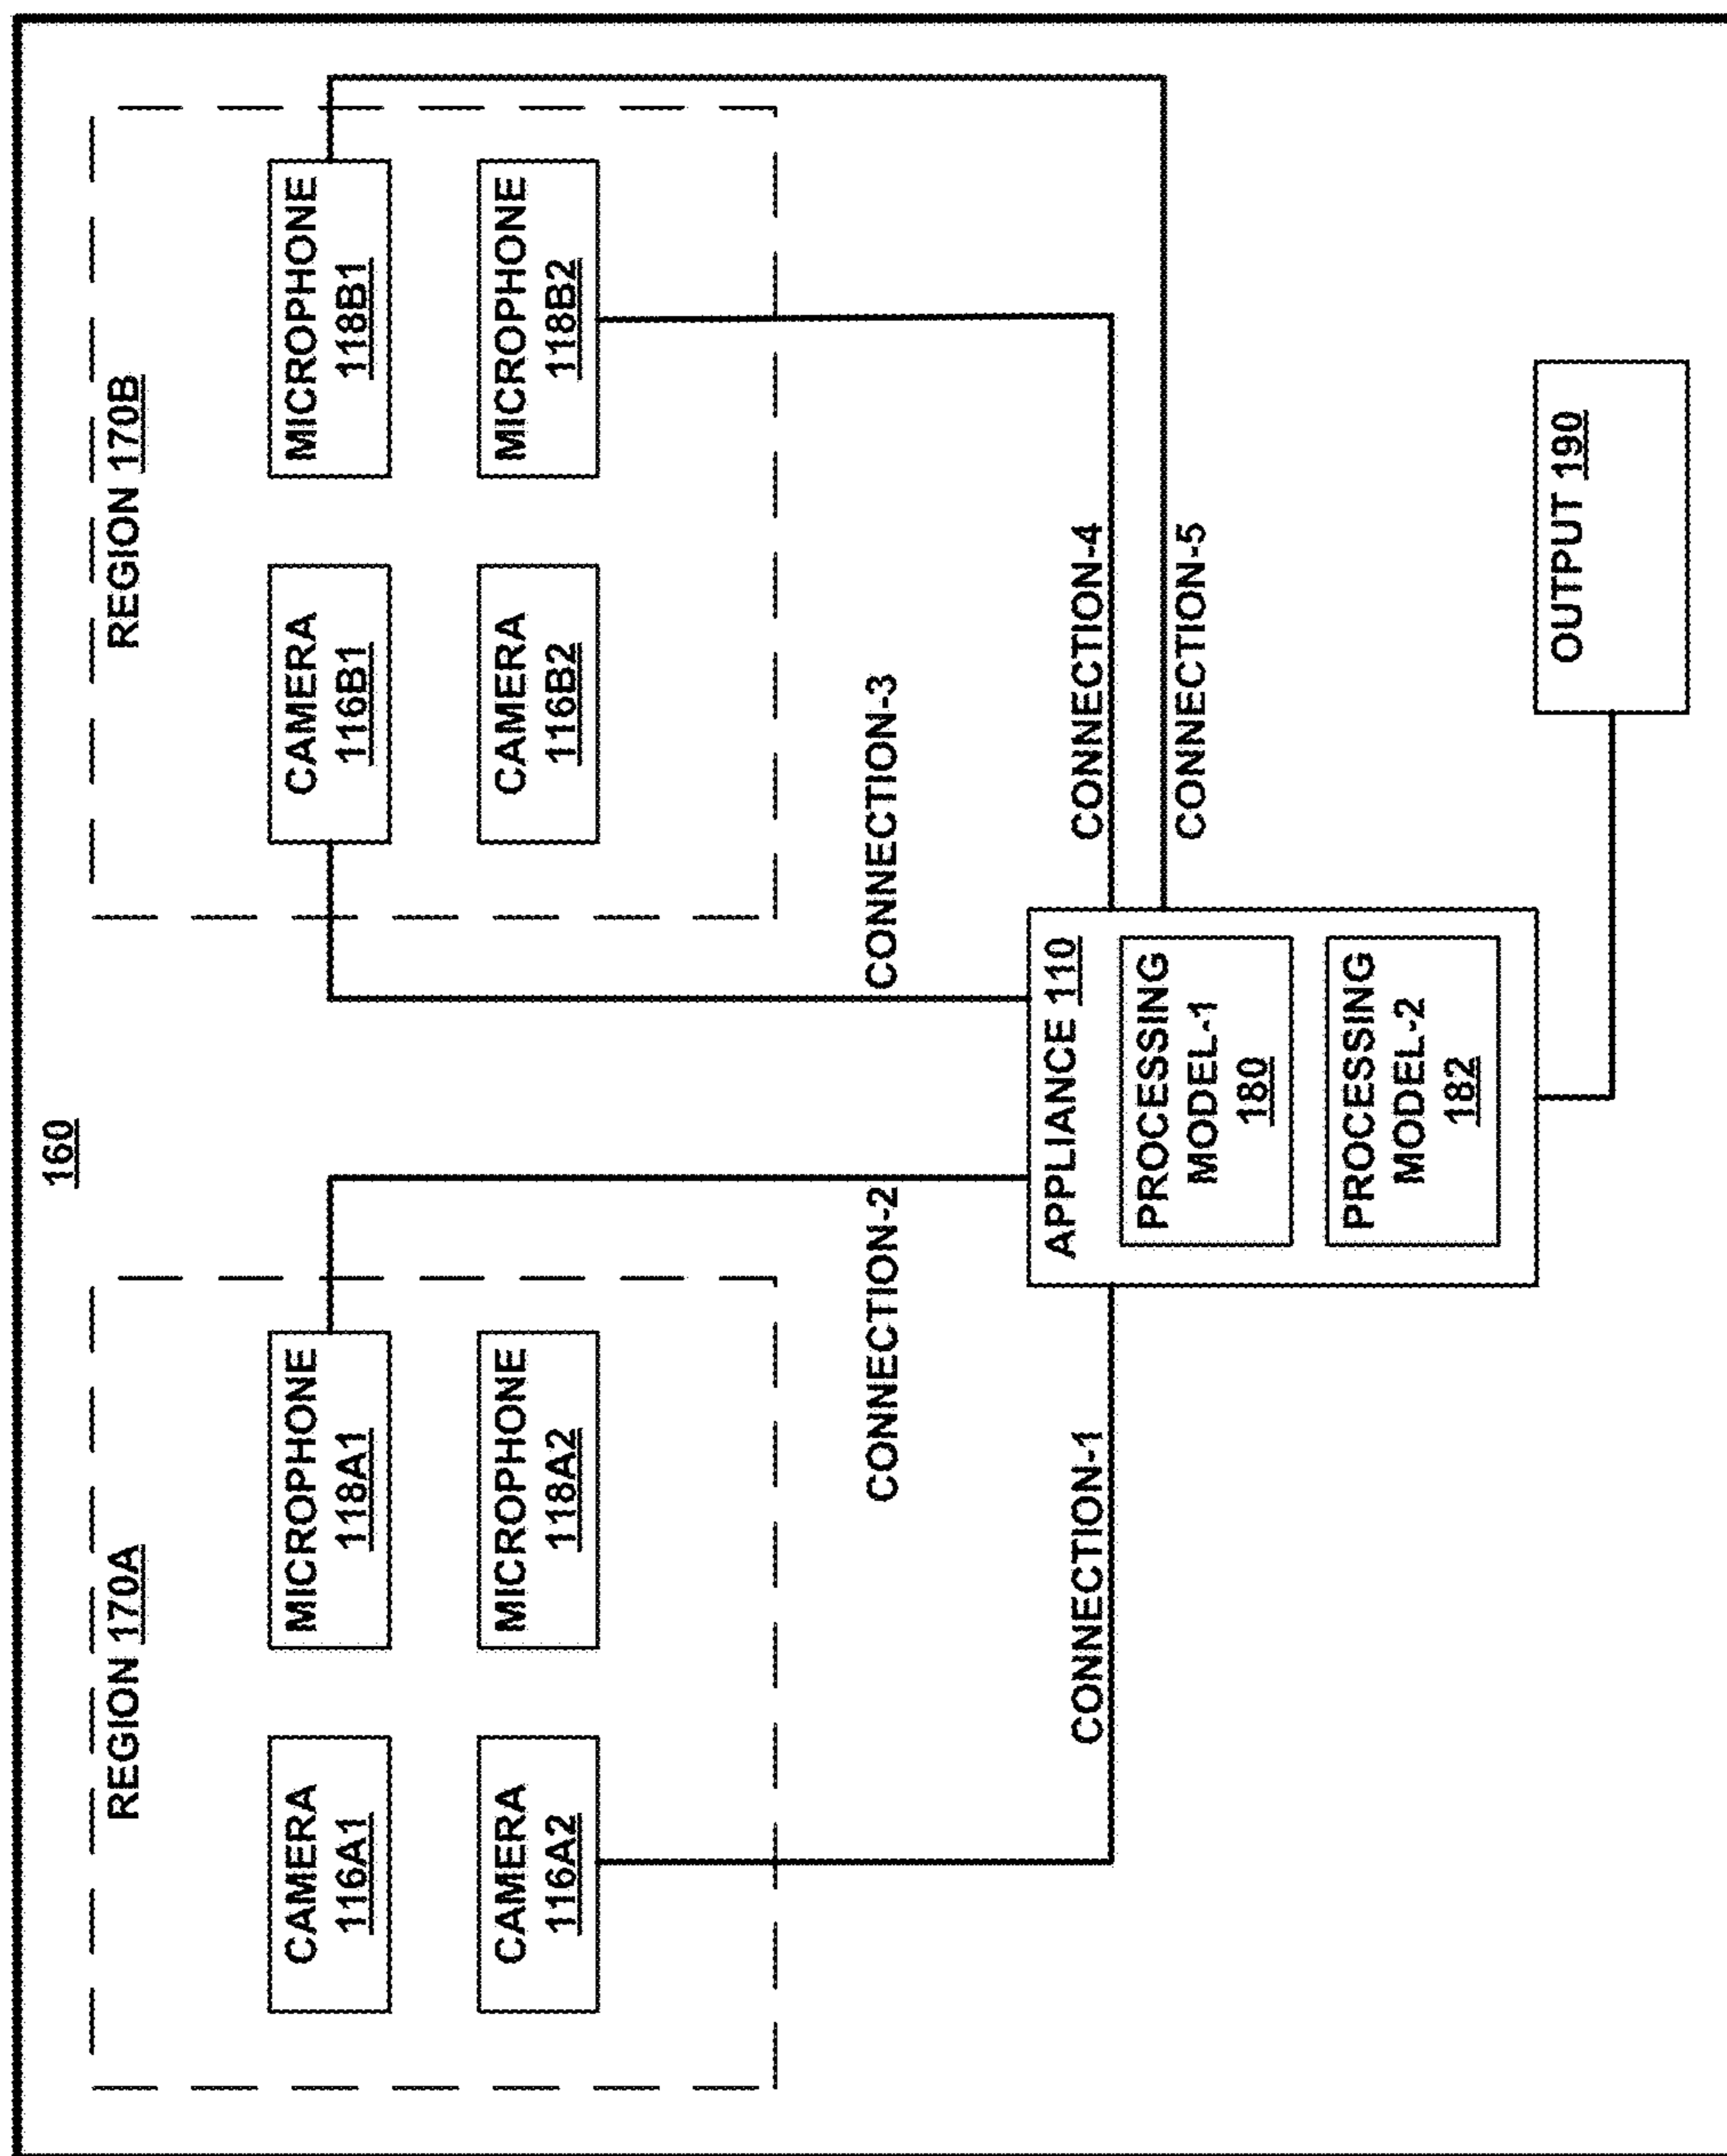 160
REGION 170A
CAMERA
116A1
MICROPHONE
118A1
CAMERA
116A2
MICROPHONE
118A2
REGION 170B
CAMERA
116B1
MICROPHONE
118B1
CAMERA
116B2
MICROPHONE
118B2
CONNECTION-2
CONNECTION-3
CONNECTION-1
CONNECTION-4
CONNECTION-5
APPLIANCE 110
PROCESSING
MODEL-1
180
PROCESSING
MODEL-2
182
OUTPUT 190